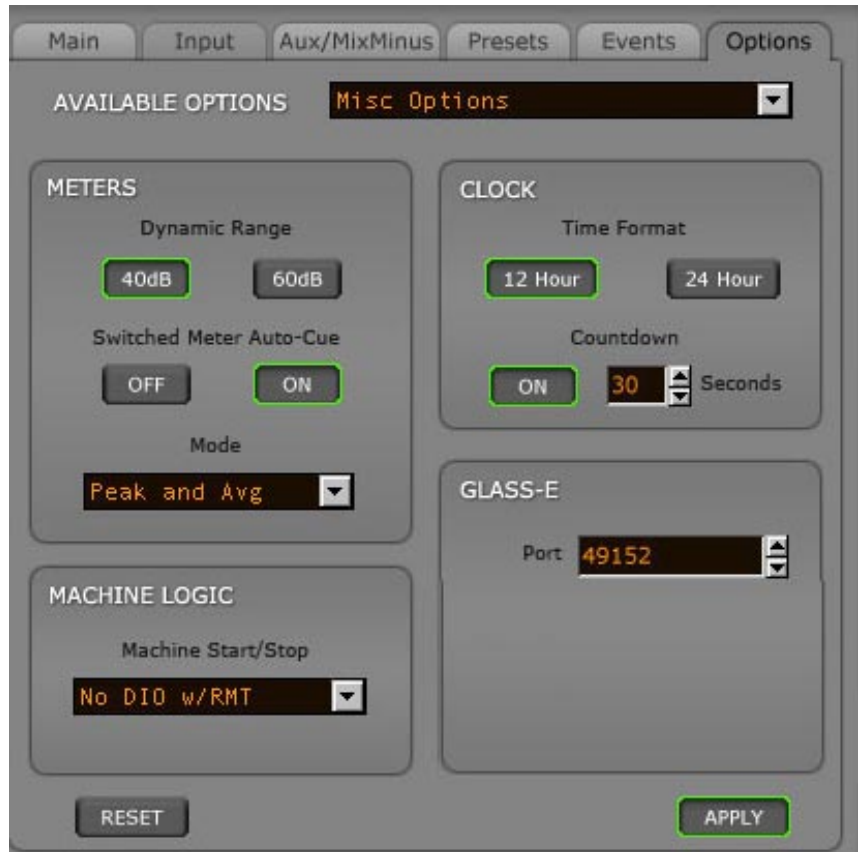 Main Input Aux/MixMinus Presets Events Options
AVAILABLE OPTIONS Misc Options
METERS
Dynamic Range
40dB 60dB
Switched Meter Auto-Cue
OFF ON
Mode
Peak and Avg
MACHINE LOGIC
Machine Start/Stop
No DIO w/RMT
CLOCK
Time Format
12 Hour 24 Hour
Countdown
ON 30 Seconds
GLASS-E
Port 49152
RESET APPLY